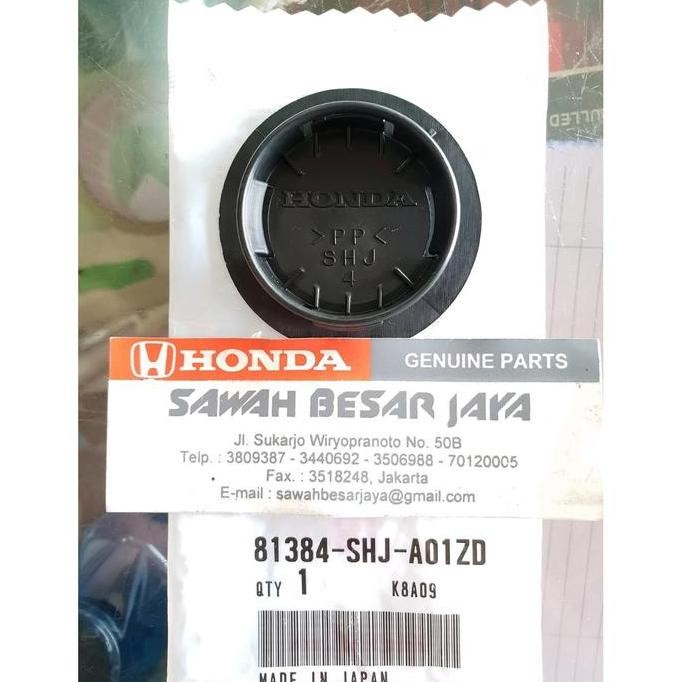 HONDA
>PP<
SHJ
4
HONDA GENUINE PARTS
SAWAH BESAR JAYA
Jl. Sukarjo Wiryopranoto No. 50B
Telp. : 3809387 - 3440692 - 3506988 - 70120005
Fax. : 3518248, Jakarta
E-mail : sawahbesarjaya@gmail.com
81384-SHJ-A01ZD
QTY 1 K8A09
MADE IN JAPAN